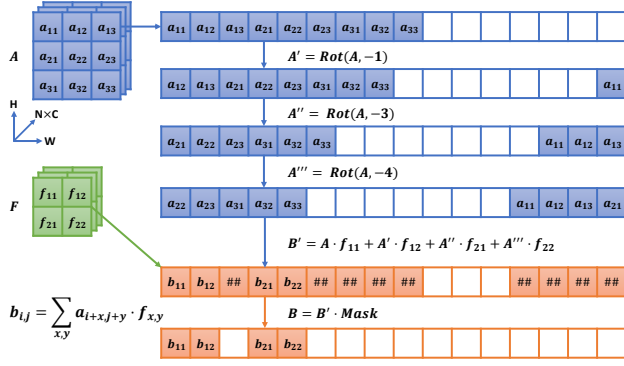 a₁₁ a₁₂ a₁₃ a₂₁ a₂₂ a₂₃ a₃₁ a₃₂ a₃₃
A
a₁₁ a₁₂ a₁₃
a₂₁ a₂₂ a₂₃
a₃₁ a₃₂ a₃₃
A′ = Rot(A, −1)
a₁₂ a₁₃ a₂₁ a₂₂ a₂₃ a₃₁ a₃₂ a₃₃ a₁₁
H
N×C
W
A′′ = Rot(A, −3)
a₂₁ a₂₂ a₂₃ a₃₁ a₃₂ a₃₃ a₁₁ a₁₂ a₁₃
A′′′ = Rot(A, −4)
F
f₁₁ f₁₂
f₂₁ f₂₂
a₂₂ a₂₃ a₃₁ a₃₂ a₃₃ a₁₁ a₁₂ a₁₃ a₂₁
B′ = A · f₁₁ + A′ · f₁₂ + A′′ · f₂₁ + A′′′ · f₂₂
b₁₁ b₁₂ ## b₂₁ b₂₂ ## ## ## ## ## ## ## ##
bᵢ,ⱼ = ∑x,y aᵢ₊ₓ,ⱼ₊y · fₓ,y
B = B′ · Mask
b₁₁ b₁₂ b₂₁ b₂₂